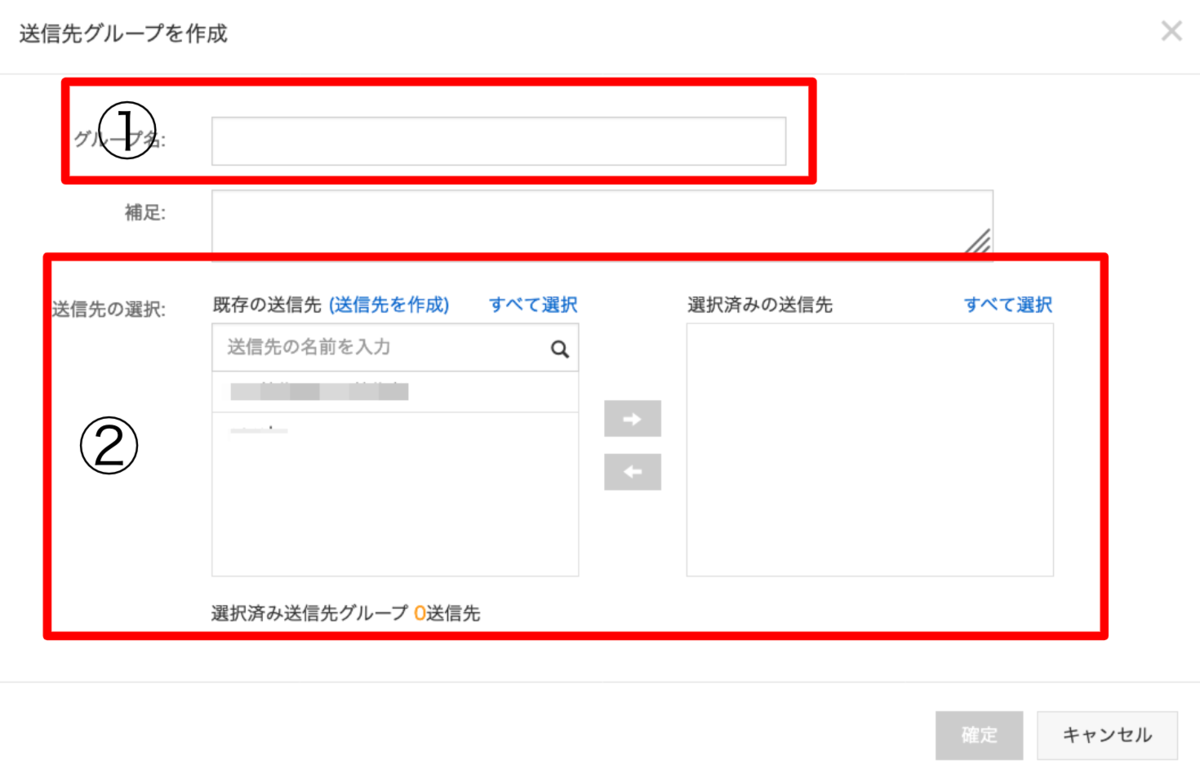 送信先グループを作成
①
グループ名:
補足:
送信先の選択:
既存の送信先 (送信先を作成) すべて選択
選択済みの送信先 すべて選択
送信先の名前を入力
②
選択済み送信先グループ 0送信先
確定 キャンセル